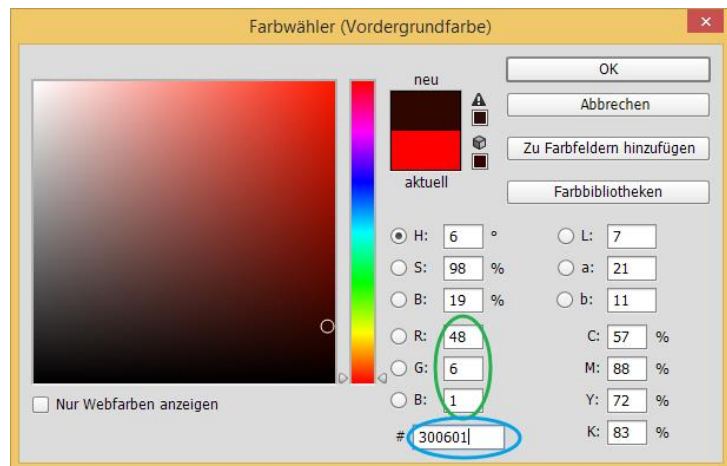 Farbwähler (Vordergrundfarbe)
neu
aktuell
OK
Abbrechen
Zu Farbfeldern hinzufügen
Farbbibliotheken
H: 6 °
S: 98 %
B: 19 %
R: 48
G: 6
B: 1
# 300601
L: 7
a: 21
b: 11
C: 57 %
M: 88 %
Y: 72 %
K: 83 %
Nur Webfarben anzeigen